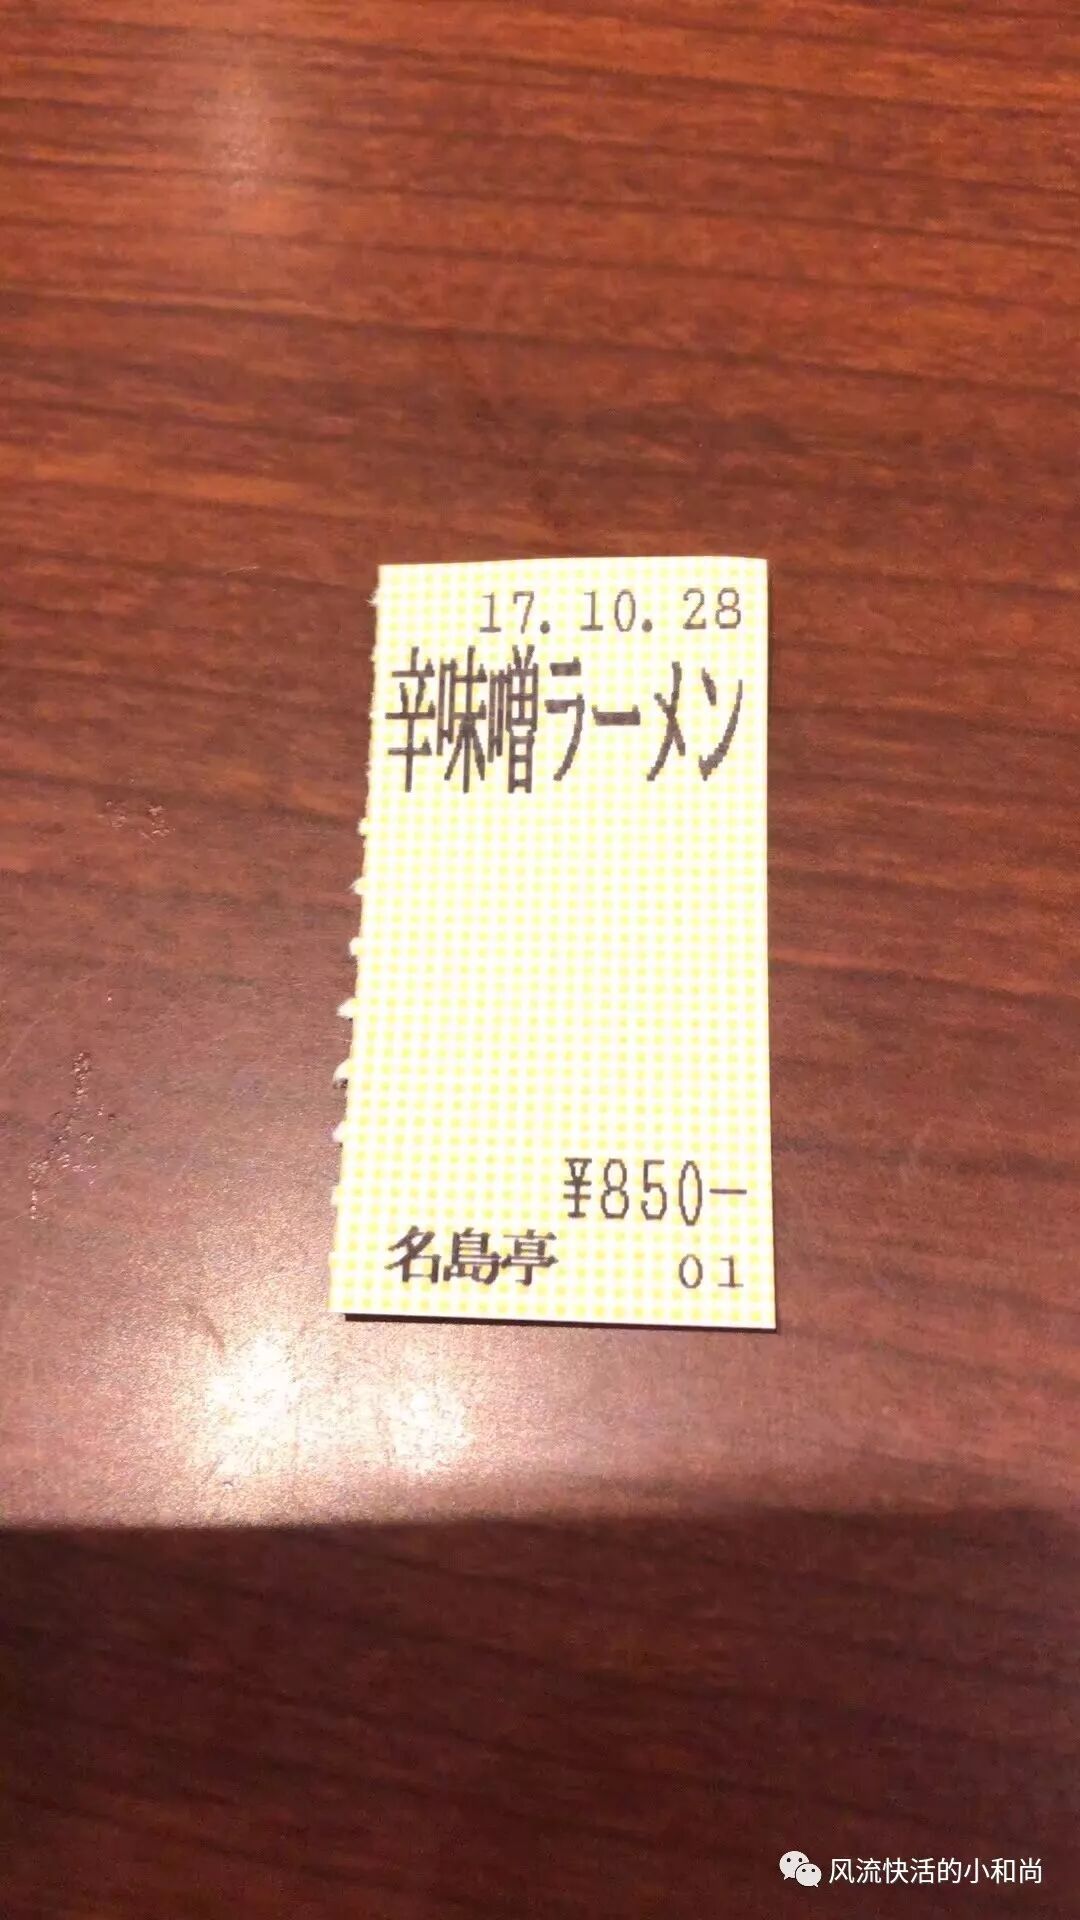 17.10.28
辛味噌ラーメン
¥850-
名島亭 01
风流快活的小和尚